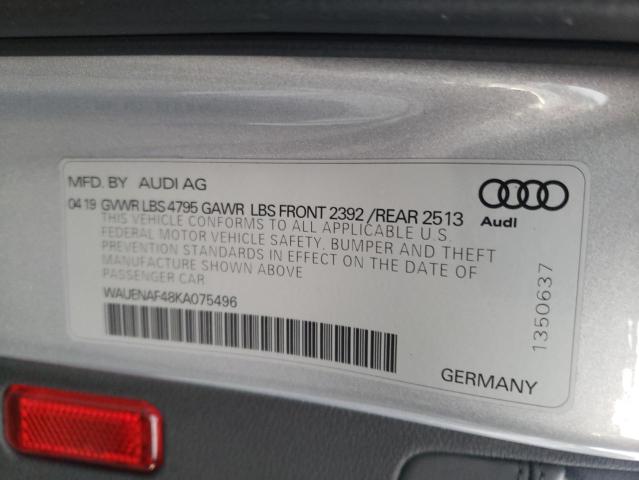 MFD. BY AUDI AG
04 19 GVWR LBS 4795 GAWR LBS FRONT 2392 /REAR 2513
THIS VEHICLE CONFORMS TO ALL APPLICABLE U.S.
FEDERAL MOTOR VEHICLE SAFETY, BUMPER AND THEFT
PREVENTION STANDARDS IN EFFECT ON THE DATE OF
MANUFACTURE SHOWN ABOVE
PASSENGER CAR
WAUENAF48KA075496
Audi
1350637
GERMANY